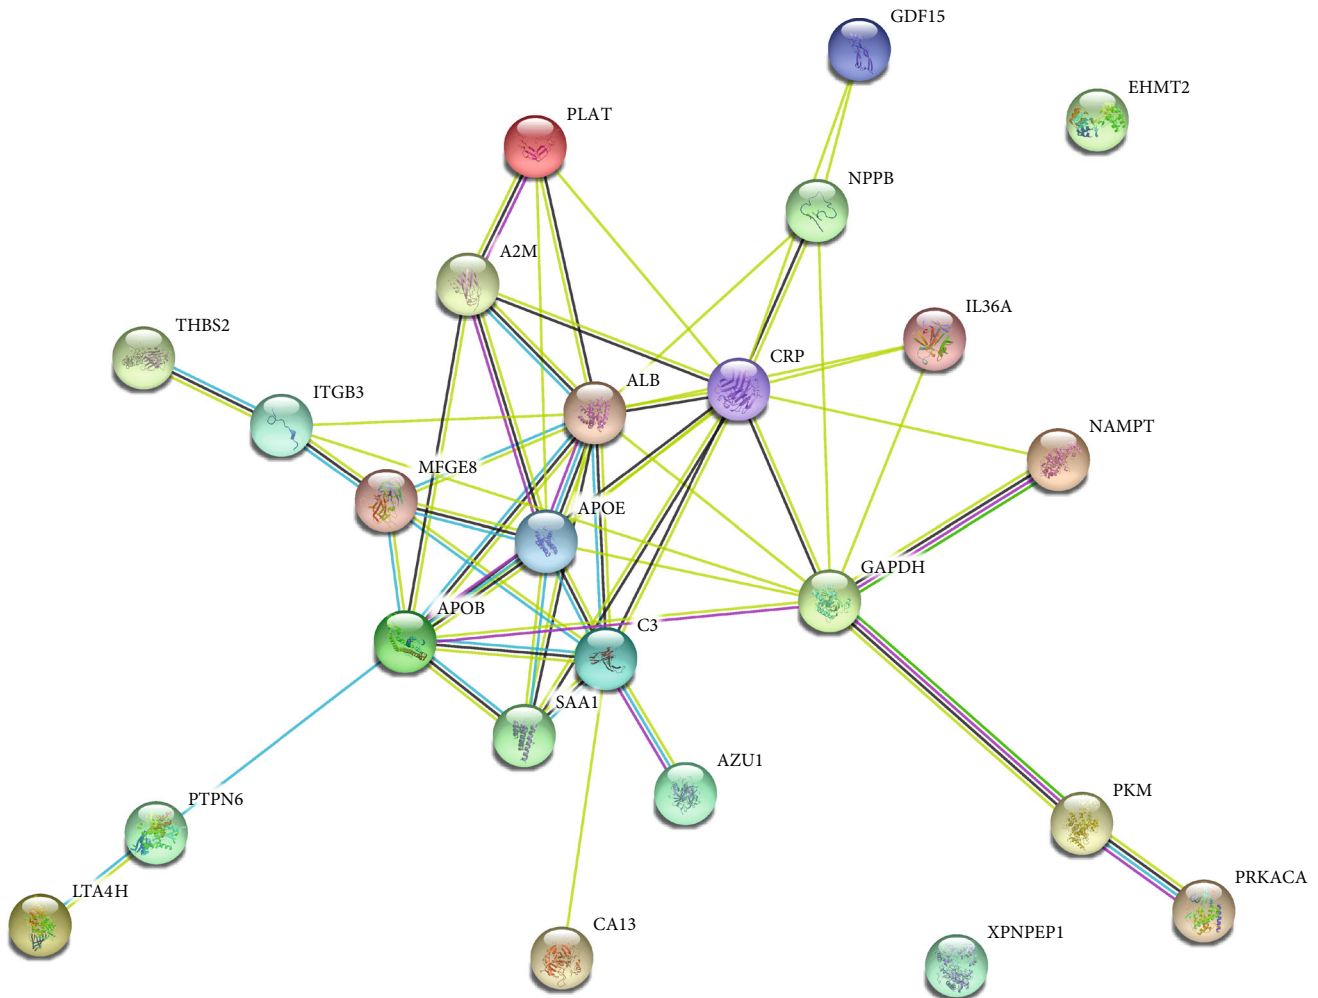 GDF15
EHMT2
PLAT
NPPB
A2M
IL36A
THBS2
CRP
ALB
ITGB3
NAMPT
MFGE8
APOE
GAPDH
APOB
C3
SAA1
AZU1
PKM
PTPN6
PRKACA
LTA4H
CA13
XPNPEP1